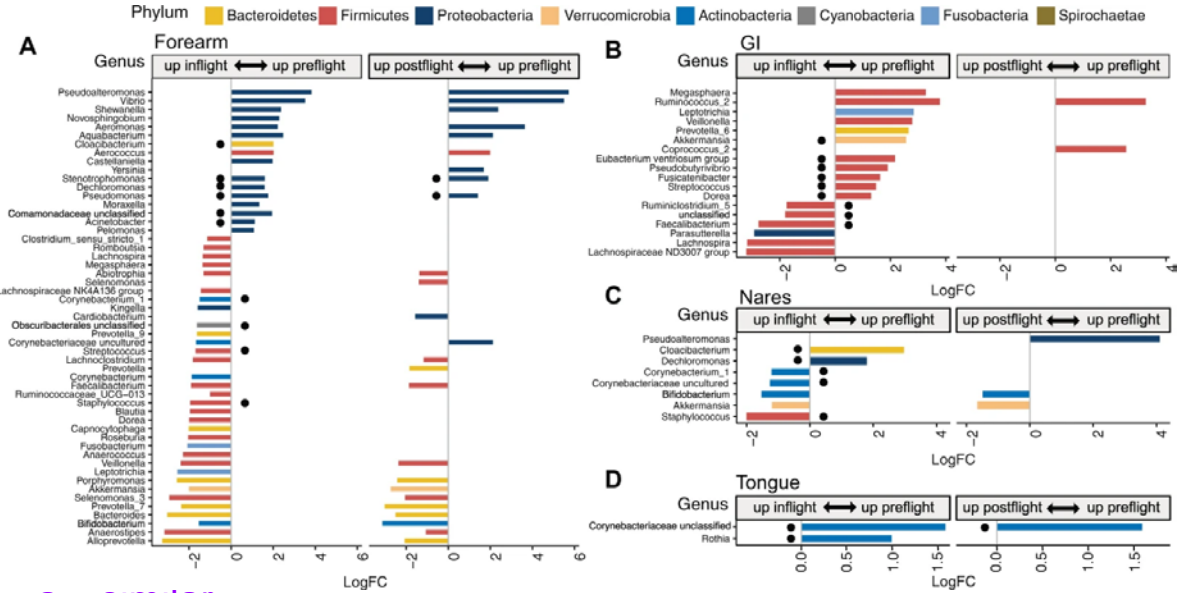 Phylum Bacteroidetes Firmicutes Proteobacteria Verrucomicrobia Actinobacteria Cyanobacteria Fusobacteria Spirochaetae
A
Forearm
Genus
up inflight up preflight
up postflight up preflight
Pseudoalteromonas
Vibrio
Shewanella
Novosphingobium
Aeromonas
Aquabacterium
Cloacibacterium
Aerococcus
Castellaniella
Yersinia
Stenotrophomonas
Dechloromonas
Pseudomonas
Moraxella
Comamonadaceae unclassified
Acinetobacter
Pelomonas
Clostridium_sensu_stricto_1
Romboutsia
Lachnospira
Megasphaera
Abiotrophia
Selenomonas
Lachnospiraceae NK4A136 group
Corynebacterium_1
Kingella
Cardiobacterium
Obscuribacterales unclassified
Prevotella_9
Corynebacteriaceae uncultured
Streptococcus
Lachnoclostridium
Prevotella
Corynebacterium
Faecalibacterium
Ruminococcaceae_UCG-013
Staphylococcus
Blautia
Dorea
Capnocytophaga
Roseburia
Fusobacterium
Anaerococcus
Veillonella
Leptotrichia
Porphyromonas
Akkermansia
Selenomonas_3
Prevotella_7
Bacteroides
Bifidobacterium
Anaerostipes
Alloprevotella
−2 0 2 4 6
−2 0 2 4 6
LogFC
B
GI
Genus
up inflight up preflight
up postflight up preflight
Megasphaera
Ruminococcus_2
Leptotrichia
Veillonella
Prevotella_6
Akkermansia
Coprococcus_2
Eubacterium ventriosum group
Pseudobutyrivibrio
Fusicatenibacter
Streptococcus
Dorea
Ruminiclostridium_5
unclassified
Faecalibacterium
Parasutterella
Lachnospira
Lachnospiraceae ND3007 group
−2 0 2 4
−2 0 2 4
LogFC
C
Nares
Genus
up inflight up preflight
up postflight up preflight
Pseudoalteromonas
Cloacibacterium
Dechloromonas
Corynebacterium_1
Corynebacteriaceae uncultured
Bifidobacterium
Akkermansia
Staphylococcus
−2 0 2 4
−2 0 2 4
LogFC
D
Tongue
Genus
up inflight up preflight
up postflight up preflight
Corynebacteriaceae unclassified
Rothia
0.0 0.5 1.0 1.5
0.0 0.5 1.0 1.5
LogFC